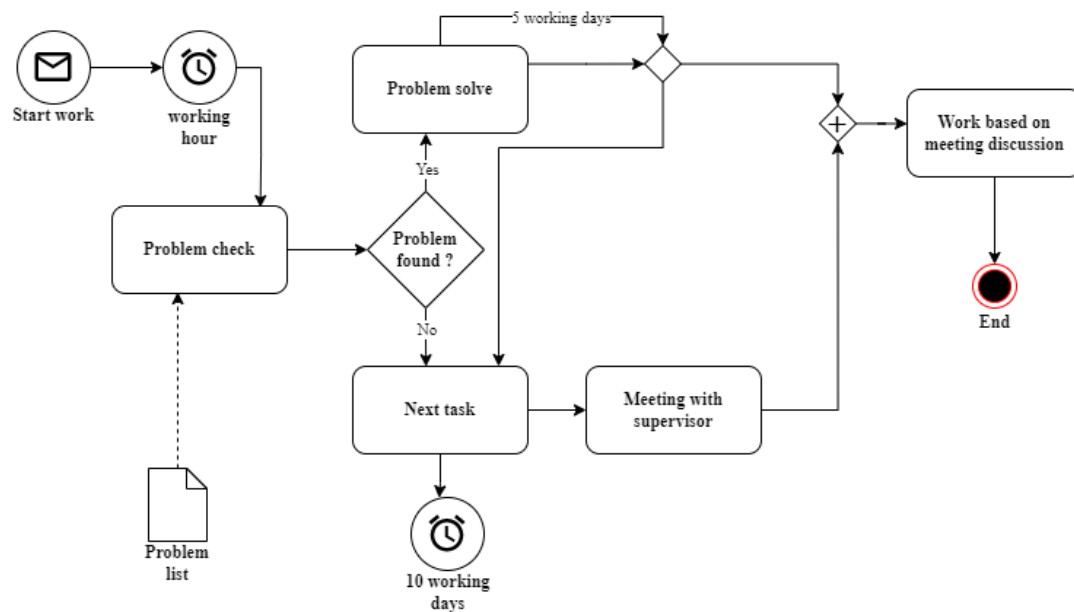 5 working days
Start work
working
hour
Problem solve
Work based on
meeting discussion
Yes
Problem check
Problem
found ?
No
End
Next task
Meeting with
supervisor
Problem
list
10 working
days